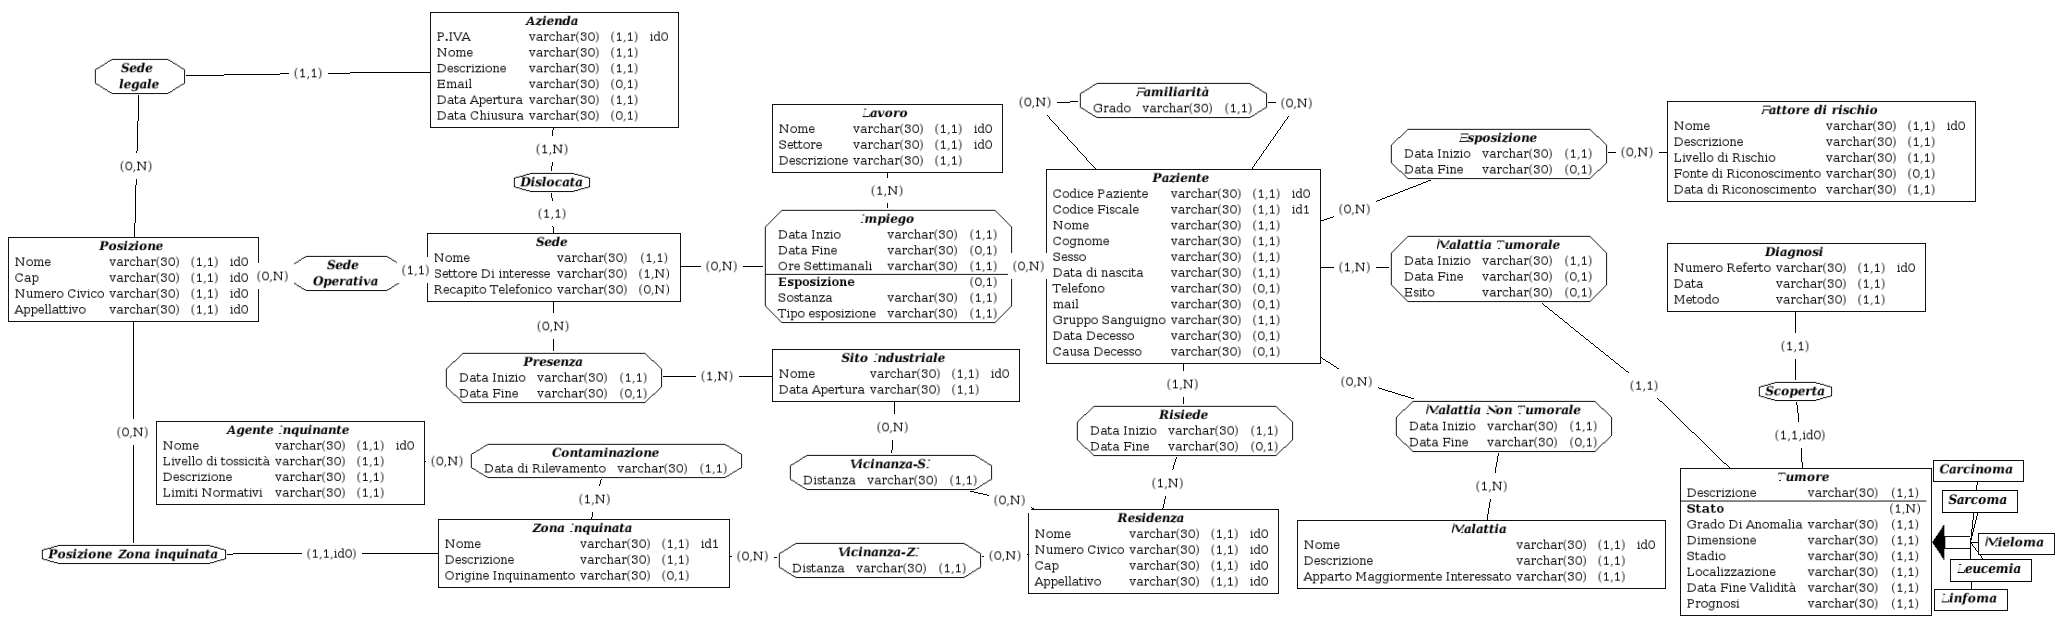 Azienda
P.IVA varchar(30) (1,1) id0
Nome varchar(30) (1,1)
Descrizione varchar(30) (1,1)
Email varchar(30) (0,1)
Data Apertura varchar(30) (1,1)
Data Chiusura varchar(30) (0,1)
Sede
legale
(1,1)
(0,N)
(1,N)
Dislocata
(1,1)
Posizione
Nome varchar(30) (1,1) id0
Cap varchar(30) (1,1) id0
Numero Civico varchar(30) (1,1) id0
Appellattivo varchar(30) (1,1) id0
(0,N)
Sede
Operativa
(1,1)
Sede
Nome varchar(30) (1,1)
Settore Di interesse varchar(30) (1,N)
Recapito Telefonico varchar(30) (0,N)
(0,N)
Lavoro
Nome varchar(30) (1,1) id0
Settore varchar(30) (1,1) id0
Descrizione varchar(30) (1,1)
(1,N)
Impiego
Data Inzio varchar(30) (1,1)
Data Fine varchar(30) (0,1)
Ore Settimanali varchar(30) (1,1)
Esposizione (0,1)
Sostanza varchar(30) (1,1)
Tipo esposizione varchar(30) (1,1)
(0,N)
(0,N)
Familiarità
Grado varchar(30) (1,1)
(0,N)
Paziente
Codice Paziente varchar(30) (1,1) id0
Codice Fiscale varchar(30) (1,1) id1
Nome varchar(30) (1,1)
Cognome varchar(30) (1,1)
Sesso varchar(30) (1,1)
Data di nascita varchar(30) (1,1)
Telefono varchar(30) (0,1)
mail varchar(30) (0,1)
Gruppo Sanguigno varchar(30) (1,1)
Data Decesso varchar(30) (0,1)
Causa Decesso varchar(30) (0,1)
(0,N)
Esposizione
Data Inizio varchar(30) (1,1)
Data Fine varchar(30) (0,1)
(0,N)
Fattore di rischio
Nome varchar(30) (1,1) id0
Descrizione varchar(30) (1,1)
Livello di Rischio varchar(30) (1,1)
Fonte di Riconoscimento varchar(30) (0,1)
Data di Riconoscimento varchar(30) (1,1)
(1,N)
Malattia Tumorale
Data Inizio varchar(30) (1,1)
Data Fine varchar(30) (0,1)
Esito varchar(30) (0,1)
(1,1)
Diagnosi
Numero Referto varchar(30) (1,1) id0
Data varchar(30) (1,1)
Metodo varchar(30) (1,1)
(1,1)
Scoperta
(1,1,id0)
(0,N)
Presenza
Data Inizio varchar(30) (1,1)
Data Fine varchar(30) (0,1)
(1,N)
Sito Industriale
Nome varchar(30) (1,1) id0
Data Apertura varchar(30) (1,1)
(0,N)
Vicinanza-SI
Distanza varchar(30) (1,1)
(0,N)
(1,N)
Risiede
Data Inizio varchar(30) (1,1)
Data Fine varchar(30) (0,1)
(1,N)
(0,N)
Malattia Non Tumorale
Data Inizio varchar(30) (1,1)
Data Fine varchar(30) (0,1)
(1,N)
(0,N)
Agente Inquinante
Nome varchar(30) (1,1) id0
Livello di tossicità varchar(30) (1,1)
Descrizione varchar(30) (1,1)
Limiti Normativi varchar(30) (1,1)
(0,N)
Contaminazione
Data di Rilevamento varchar(30) (1,1)
(1,N)
Posizione Zona inquinata
(1,1,id0)
Zona Inquinata
Nome varchar(30) (1,1) id1
Descrizione varchar(30) (1,1)
Origine Inquinamento varchar(30) (0,1)
(0,N)
Vicinanza-ZI
Distanza varchar(30) (1,1)
(0,N)
Residenza
Nome varchar(30) (1,1) id0
Numero Civico varchar(30) (1,1) id0
Cap varchar(30) (1,1) id0
Appellativo varchar(30) (1,1) id0
Malattia
Nome varchar(30) (1,1) id0
Descrizione varchar(30) (1,1)
Apparto Maggiormente Interessato varchar(30) (1,1)
Tumore
Descrizione varchar(30) (1,1)
Stato (1,N)
Grado Di Anomalia varchar(30) (1,1)
Dimensione varchar(30) (1,1)
Stadio varchar(30) (1,1)
Localizzazione varchar(30) (1,1)
Data Fine Validità varchar(30) (1,1)
Prognosi varchar(30) (1,1)
Carcinoma
Sarcoma
Mieloma
Leucemia
Linfoma